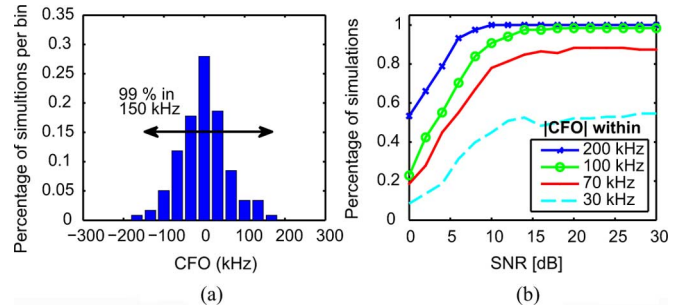 Percentage of simultions per bin
0.35
0.3
0.25
0.2
0.15
0.1
0.05
0
99 % in
150 kHz
−300 −200 −100 0 100 200 300
CFO (kHz)
(a)
Percentage of simulations
1
0.8
0.6
0.4
0.2
0
|CFO| within
200 kHz
100 kHz
70 kHz
30 kHz
0 5 10 15 20 25 30
SNR [dB]
(b)